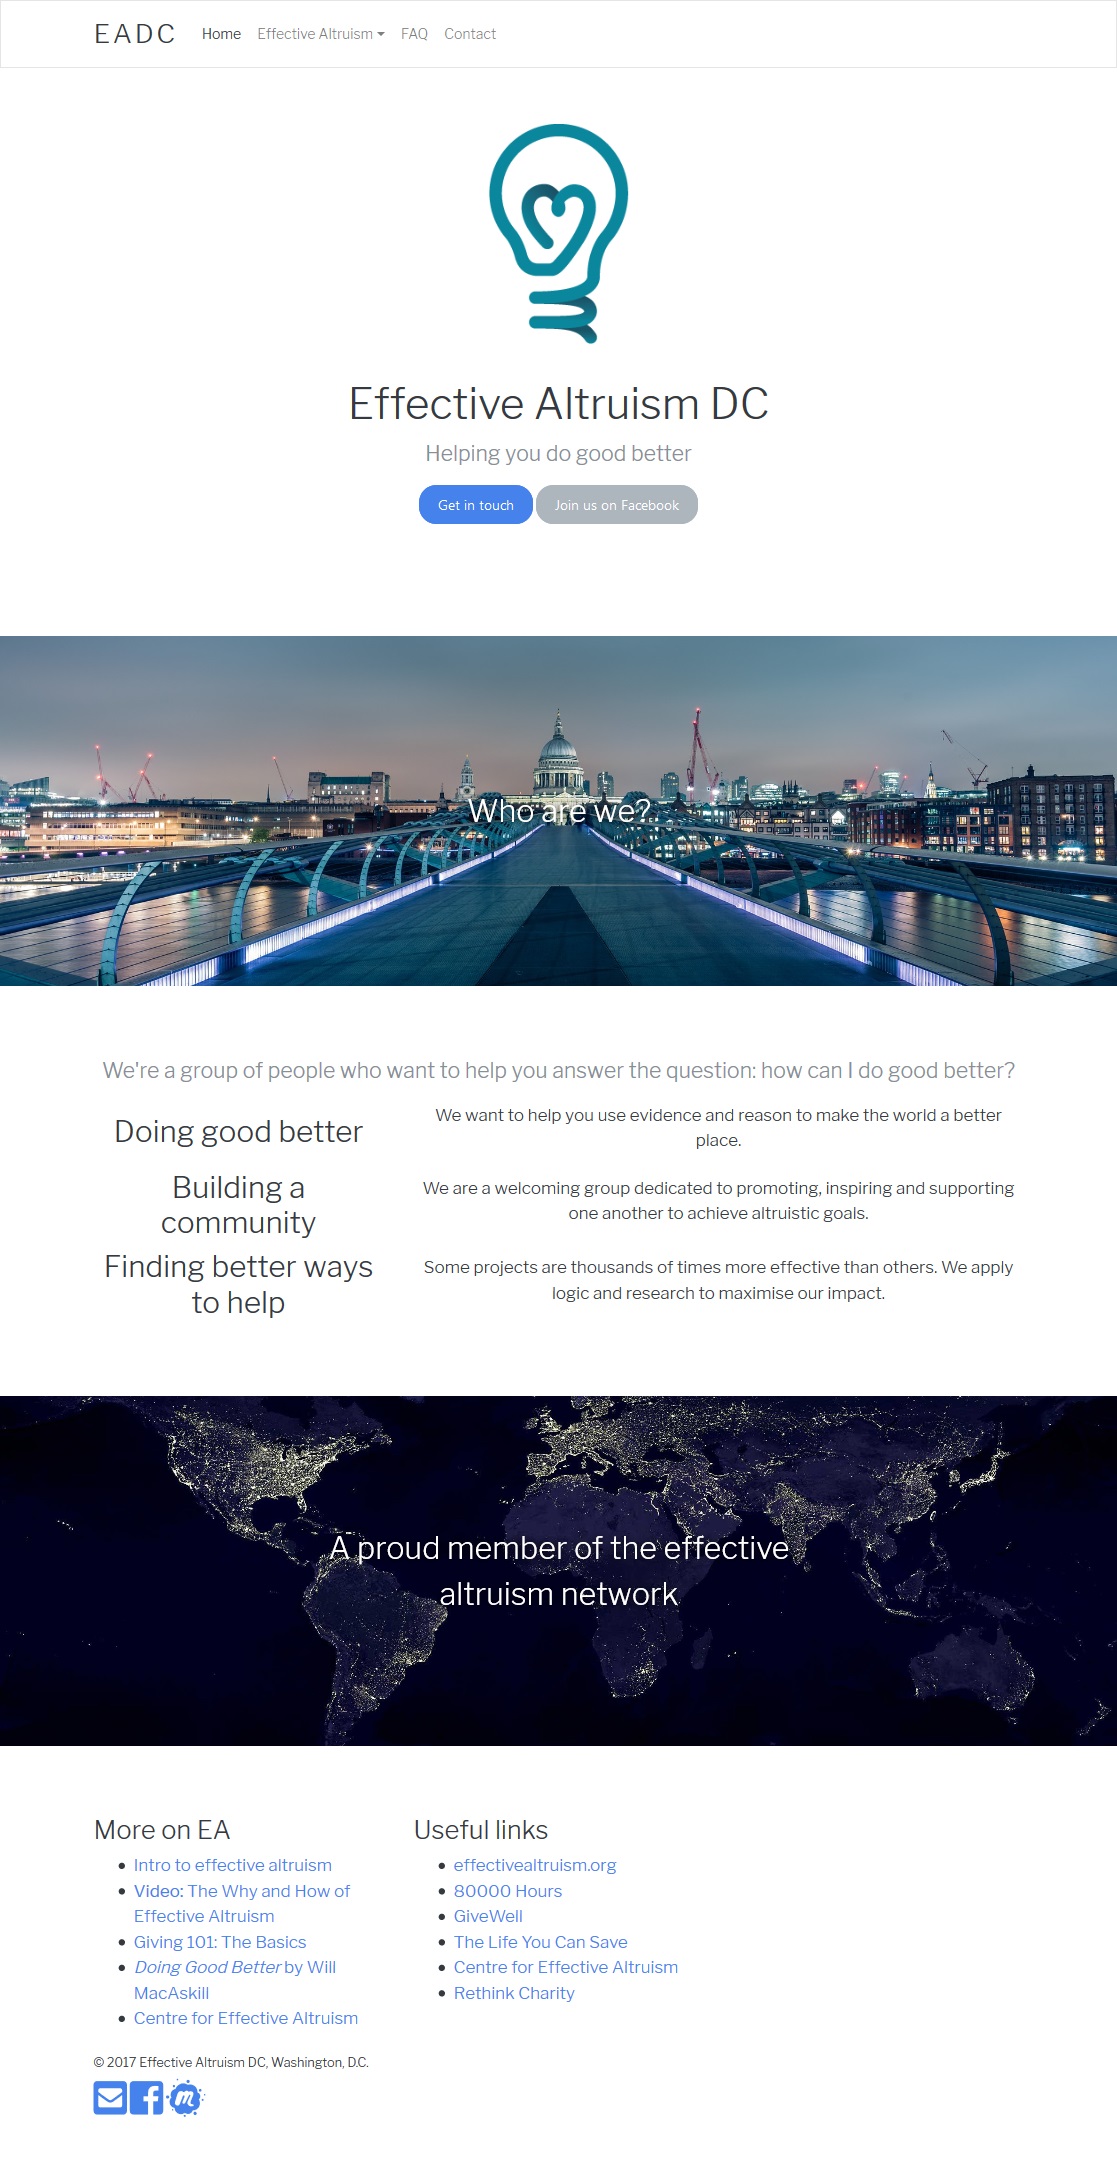 EADC Home Effective Altruism FAQ Contact
Effective Altruism DC
Helping you do good better
Get in touch Join us on Facebook
Who are we?
We're a group of people who want to help you answer the question: how can I do good better?
Doing good better
We want to help you use evidence and reason to make the world a better
place.
Building a
community
We are a welcoming group dedicated to promoting, inspiring and supporting
one another to achieve altruistic goals.
Finding better ways
to help
Some projects are thousands of times more effective than others. We apply
logic and research to maximise our impact.
A proud member of the effective
altruism network
More on EA
Intro to effective altruism
Video: The Why and How of
Effective Altruism
Giving 101: The Basics
Doing Good Better by Will
MacAskill
Centre for Effective Altruism
Useful links
effectivealtruism.org
80000 Hours
GiveWell
The Life You Can Save
Centre for Effective Altruism
Rethink Charity
© 2017 Effective Altruism DC, Washington, D.C.
m